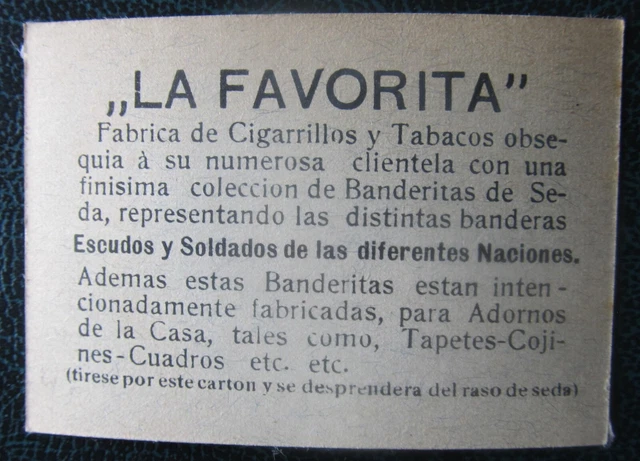 „LA FAVORITA”
Fabrica de Cigarrillos y Tabacos obse-
quia à su numerosa clientela con una
finisima coleccion de Banderitas de Se-
da, representando las distintas banderas
Escudos y Soldados de las diferentes Naciones.
Ademas estas Banderitas estan inten-
cionadamente fabricadas, para Adornos
de la Casa, tales como, Tapetes-Coji-
nes-Cuadros etc. etc.
(tirese por este carton y se desprendera del raso de seda)